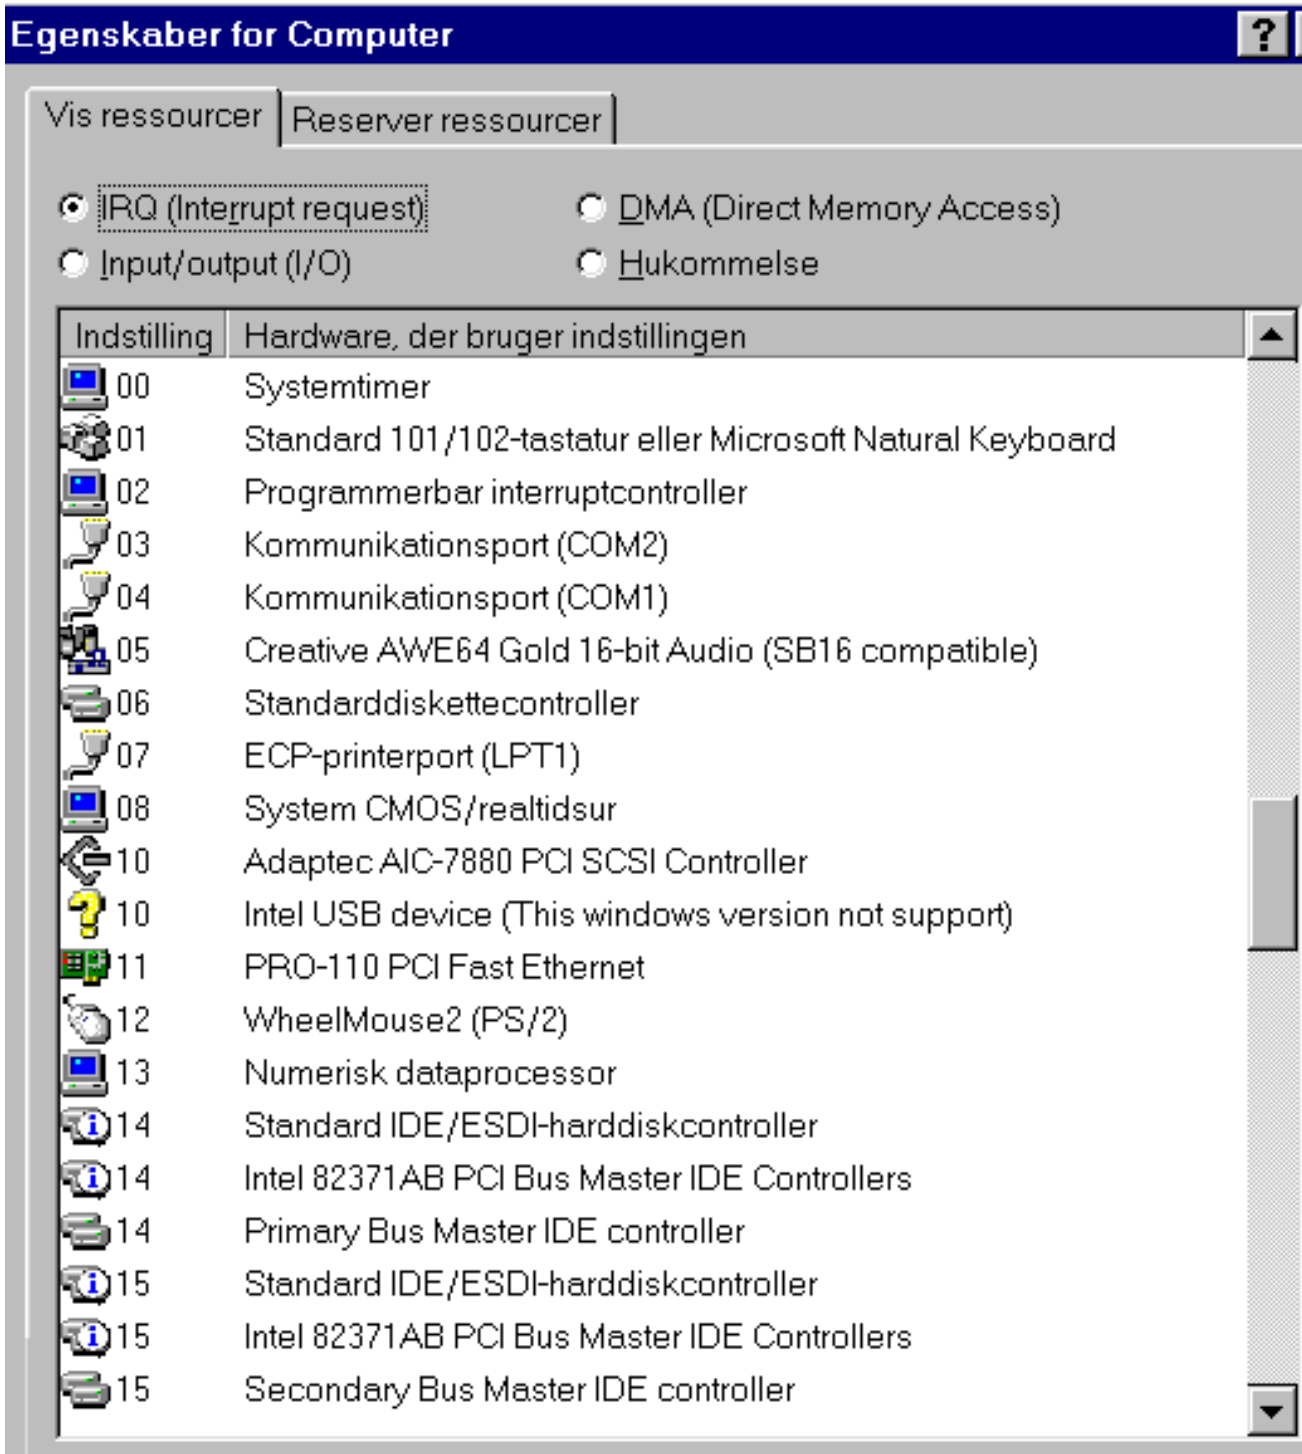 Egenskaber for Computer ?
Vis ressourcer Reserver ressourcer
IRQ (Interrupt request) DMA (Direct Memory Access)
Input/output (I/O) Hukommelse
Indstilling Hardware, der bruger indstillingen
00 Systemtimer
01 Standard 101/102-tastatur eller Microsoft Natural Keyboard
02 Programmerbar interruptcontroller
03 Kommunikationsport (COM2)
04 Kommunikationsport (COM1)
05 Creative AWE64 Gold 16-bit Audio (SB16 compatible)
06 Standarddiskettecontroller
07 ECP-printerport (LPT1)
08 System CMOS/realtidsur
10 Adaptec AIC-7880 PCI SCSI Controller
10 Intel USB device (This windows version not support)
11 PRO-110 PCI Fast Ethernet
12 WheelMouse2 (PS/2)
13 Numerisk dataprocessor
14 Standard IDE/ESDI-harddiskcontroller
14 Intel 82371AB PCI Bus Master IDE Controllers
14 Primary Bus Master IDE controller
15 Standard IDE/ESDI-harddiskcontroller
15 Intel 82371AB PCI Bus Master IDE Controllers
15 Secondary Bus Master IDE controller